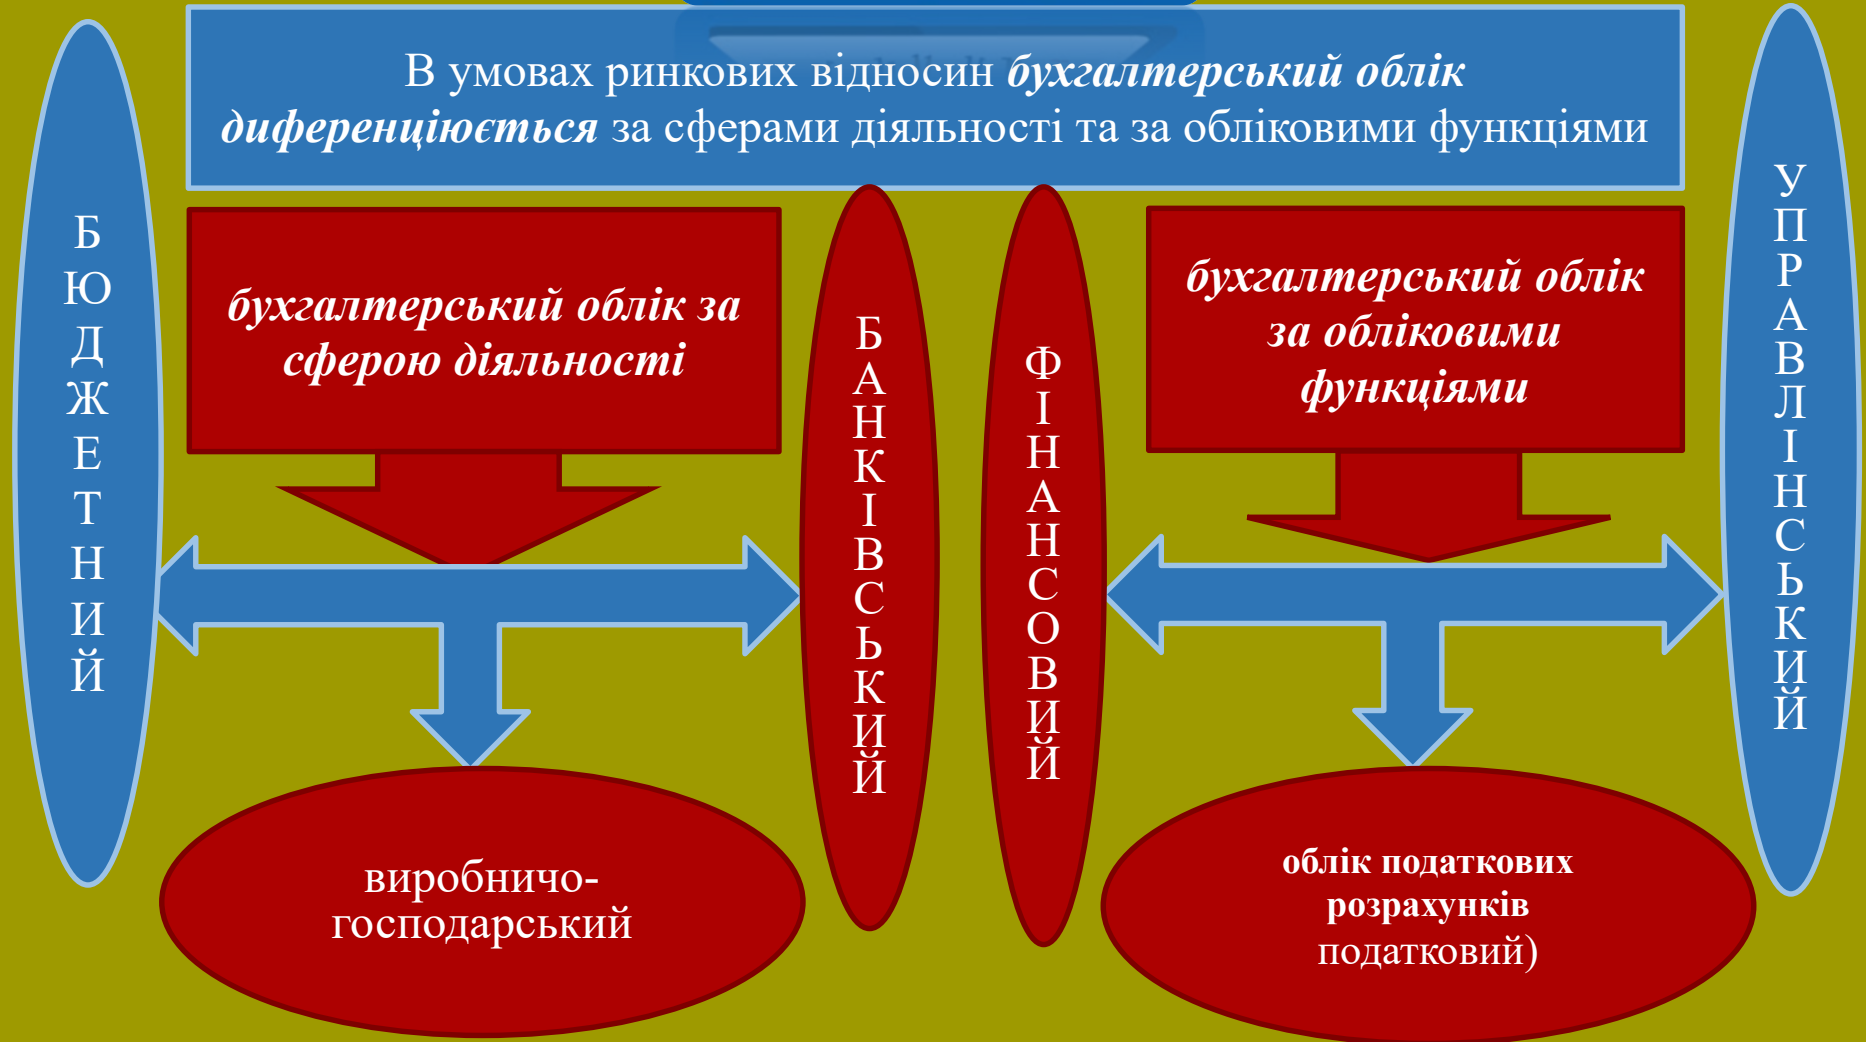 В умовах ринкових відносин бухгалтерський облік
диференціюється за сферами діяльності та за обліковими функціями
БЮДЖЕТНИЙ
бухгалтерський облік за
сферою діяльності
БАНКІВСЬКИЙ
ФІНАНСОВИЙ
бухгалтерський облік
за обліковими
функціями
УПРАВЛІНСЬКИЙ
виробничо-
господарський
облік податкових
розрахунків
податковий)